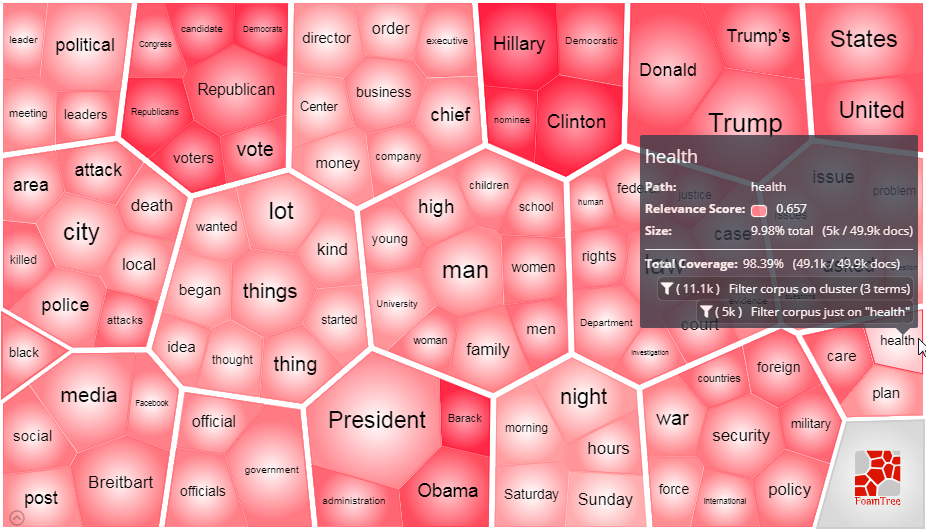 leader
political
meeting
leaders
Congress
candidate
Democrats
Republican
Republicans
voters
vote
director
order
executive
Center
business
chief
money
company
Hillary
Democratic
nominee
Clinton
Donald
Trump's
Trump
States
United
area
attack
death
city
killed
local
police
attacks
wanted
lot
kind
began
things
started
idea
thought
thing
children
high
school
young
man
women
University
men
woman
family
human
justice
rights
case
law
evidence
Department
court
investigation
issue
problem
issues
asked
questions
health
Path: health
Relevance Score: 0.657
Size: 9.98% total (5k / 49.9k docs)
Total Coverage: 98.39% (49.1k / 49.9k docs)
( 11.1k ) Filter corpus on cluster (3 terms)
( 5k ) Filter corpus just on "health"
black
media
Facebook
social
Breitbart
post
official
government
officials
President
Barack
administration
Obama
night
morning
hours
Saturday
Sunday
countries
foreign
war
security
military
force
International
policy
care
health
plan
FoamTree